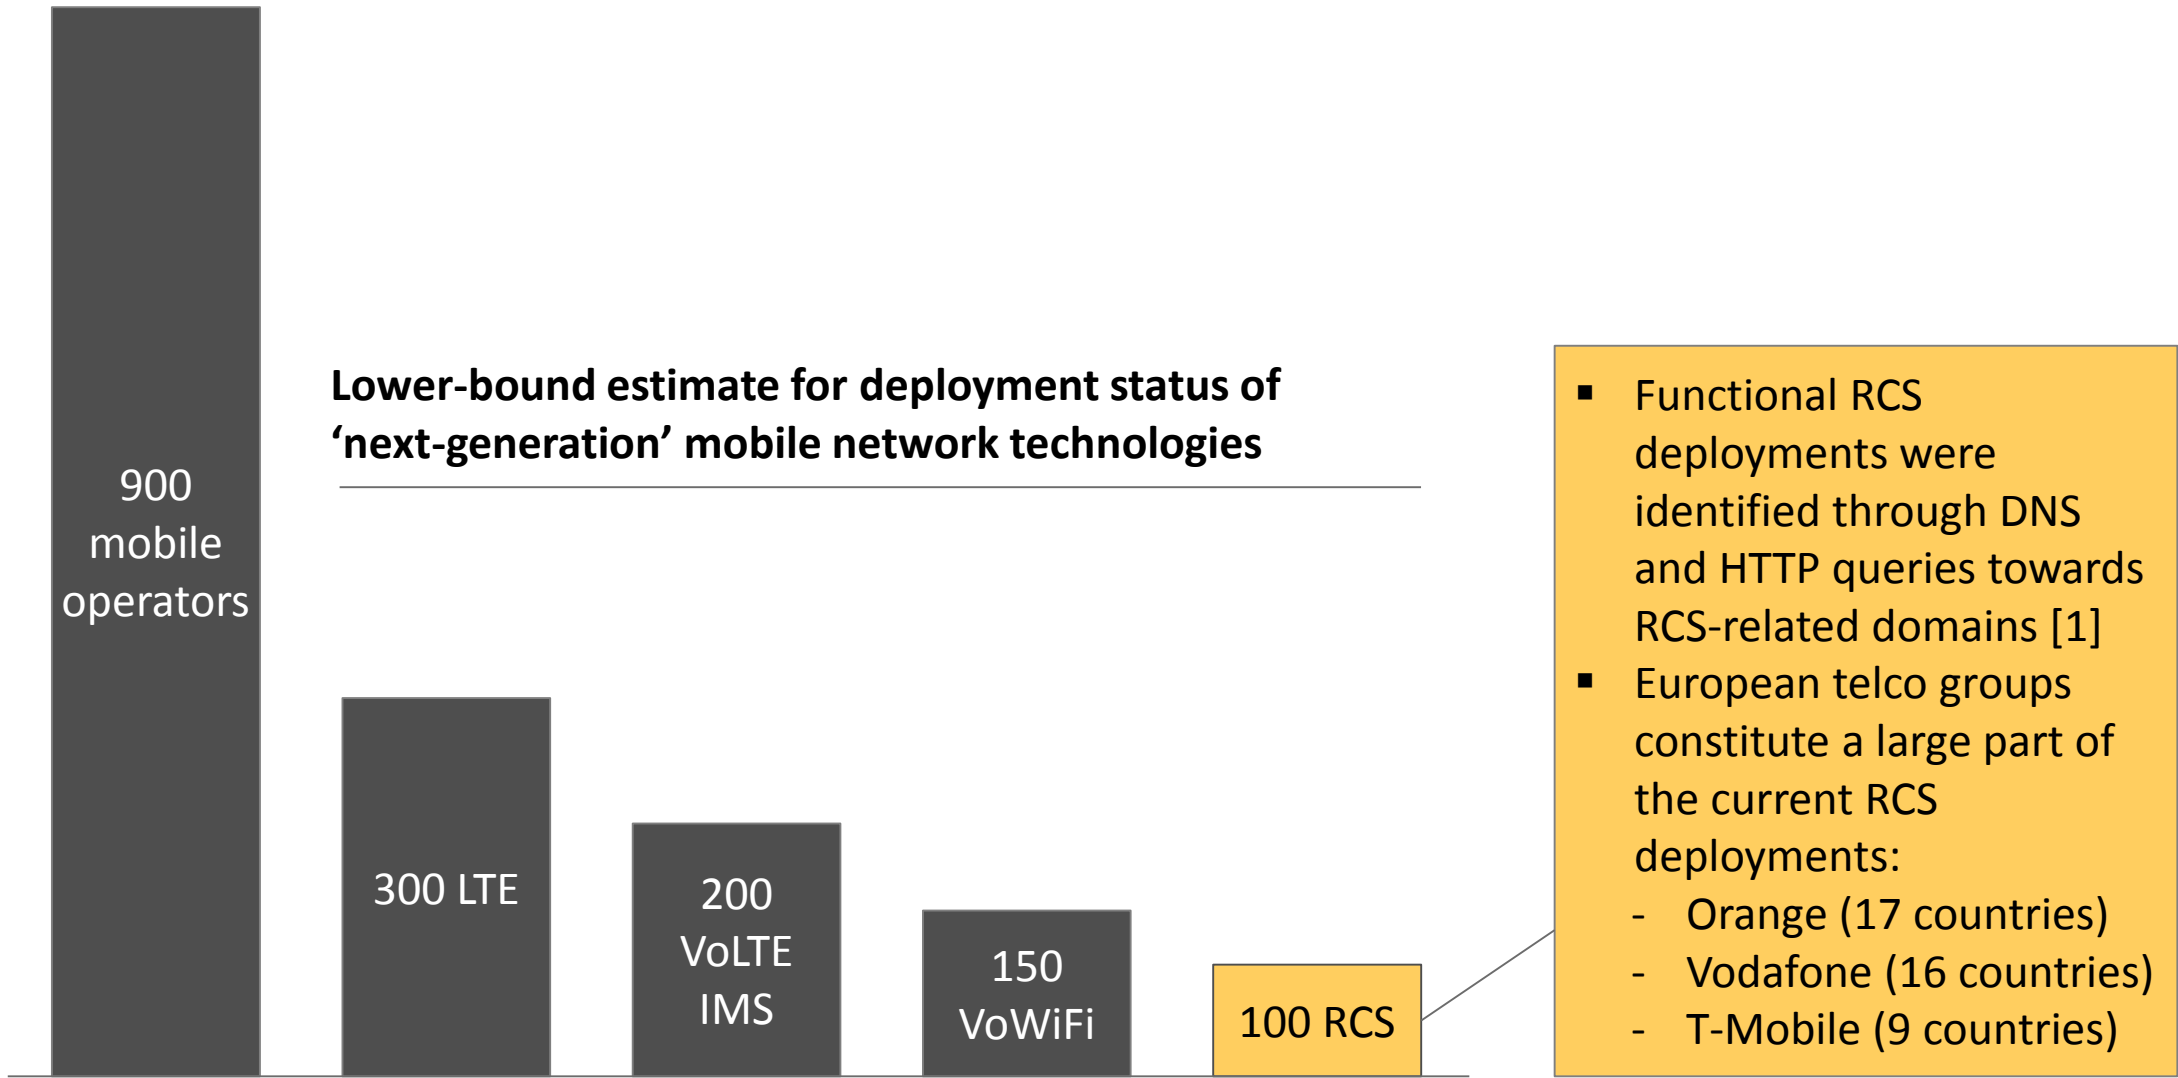 900
mobile
operators
Lower-bound estimate for deployment status of
‘next-generation’ mobile network technologies
300 LTE
200
VoLTE
IMS
150
VoWiFi
100 RCS
▪ Functional RCS
deployments were
identified through DNS
and HTTP queries towards
RCS-related domains [1]
▪ European telco groups
constitute a large part of
the current RCS
deployments:
- Orange (17 countries)
- Vodafone (16 countries)
- T-Mobile (9 countries)